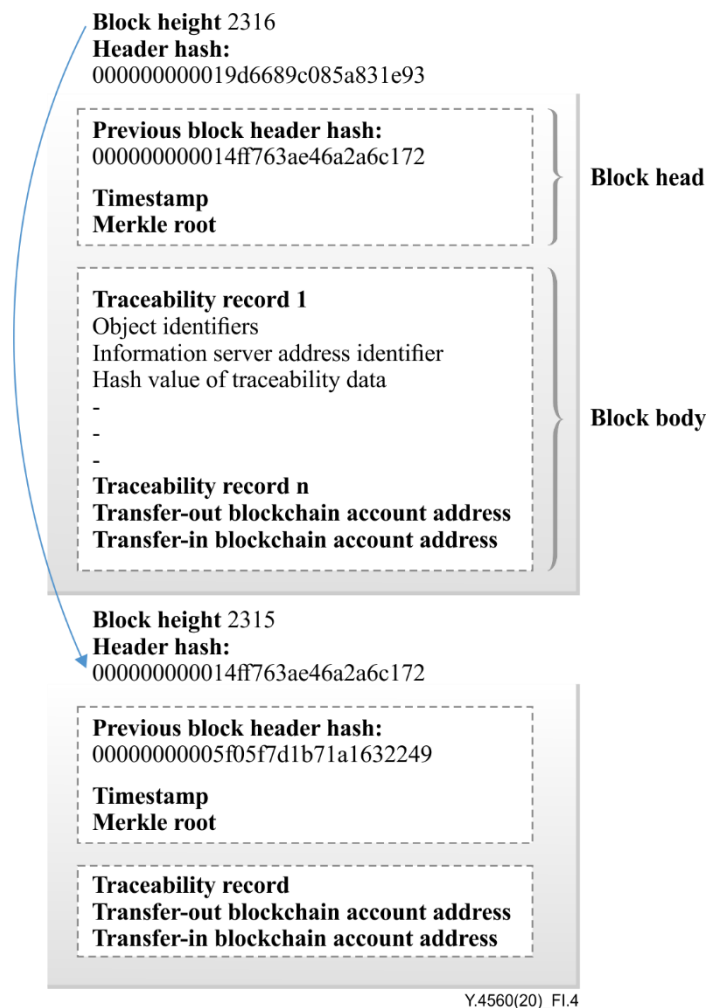 Block height 2316
Header hash:
000000000019d6689c085a831e93
Previous block header hash:
000000000014ff763ae46a2a6c172
Timestamp
Merkle root
Block head
Traceability record 1
Object identifiers
Information server address identifier
Hash value of traceability data
-
-
-
Traceability record n
Transfer-out blockchain account address
Transfer-in blockchain account address
Block body
Block height 2315
Header hash:
000000000014ff763ae46a2a6c172
Previous block header hash:
00000000005f05f7d1b71a1632249
Timestamp
Merkle root
Traceability record
Transfer-out blockchain account address
Transfer-in blockchain account address
Y.4560(20)_FI.4